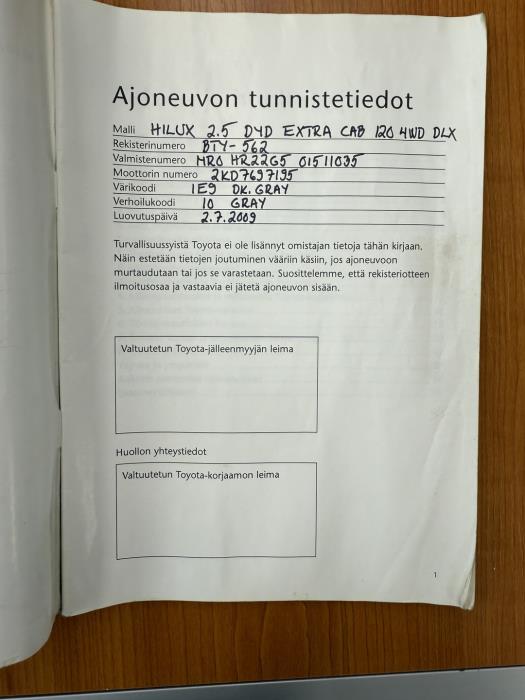 Ajoneuvon tunnistetiedot
Malli HILUX 2.5 D4D EXTRA CAB 120 4WD DLX
Rekisterinumero BTY-562
Valmistenumero MR0 HR22G5 01511035
Moottorin numero 2KD7697195
Värikoodi 1E9 DK. GRAY
Verhoilukoodi 10 GRAY
Luovutuspäivä 2.7.2009
Turvallisuussyistä Toyota ei ole lisännyt omistajan tietoja tähän kirjaan.
Näin estetään tietojen joutuminen vääriin käsiin, jos ajoneuvoon
murtaudutaan tai jos se varastetaan. Suosittelemme, että rekisteriotteen
ilmoitusosaa ja vastaavia ei jätetä ajoneuvon sisään.
Valtuutetun Toyota-jälleenmyyjän leima
Huollon yhteystiedot
Valtuutetun Toyota-korjaamon leima
1